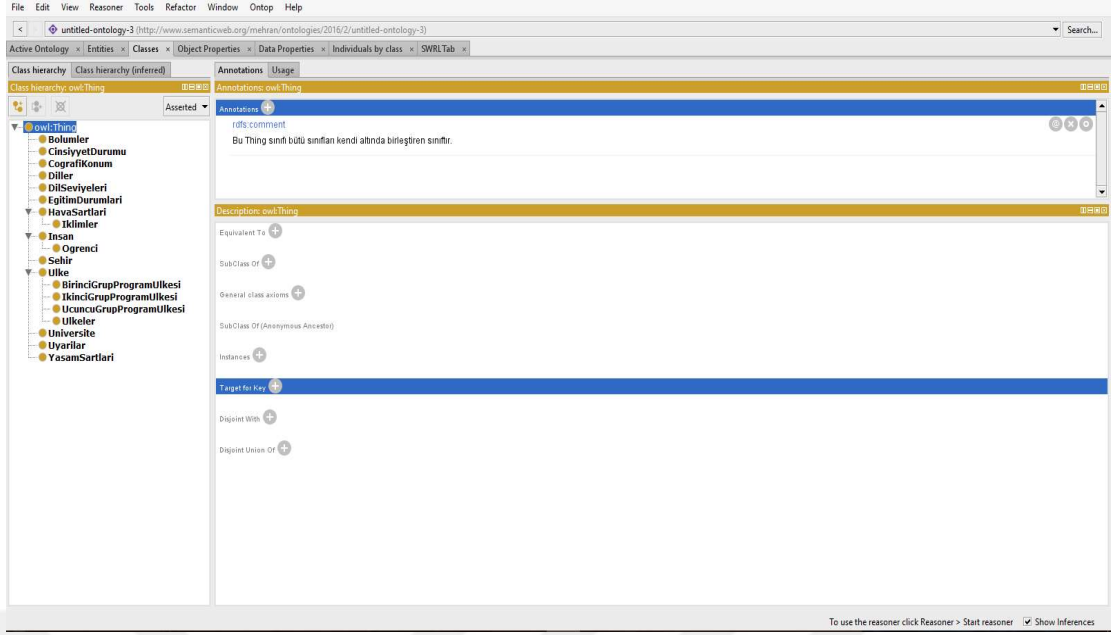 File Edit View Reasoner Tools Refactor Window Ontop Help
< untitled-ontology-3 (http://www.semanticweb.org/mehran/ontologies/2016/2/untitled-ontology-3) Search...
Active Ontology × Entities × Classes × Object Properties × Data Properties × Individuals by class × SWRLTab ×
Class hierarchy Class hierarchy (inferred)
Class hierarchy: owl:Thing
Asserted
owl:Thing
Bolumler
CinsiyyetDurumu
CografiKonum
Diller
DilSeviyeleri
EgitimDurumlari
HavaSartlari
Iklimler
Insan
Ogrenci
Sehir
Ulke
BirinciGrupProgramUlkesi
IkinciGrupProgramUlkesi
UcuncuGrupProgramUlkesi
Ulkeler
Universite
Uyarilar
YasamSartlari
Annotations Usage
Annotations: owl:Thing
Annotations
rdfs:comment
Bu Thing sınıfı bütü sınıfları kendi altında birleştiren sınıftır.
Description: owl:Thing
Equivalent To
SubClass Of
General class axioms
SubClass Of (Anonymous Ancestor)
Instances
Target for Key
Disjoint With
Disjoint Union Of
To use the reasoner click Reasoner > Start reasoner Show Inferences